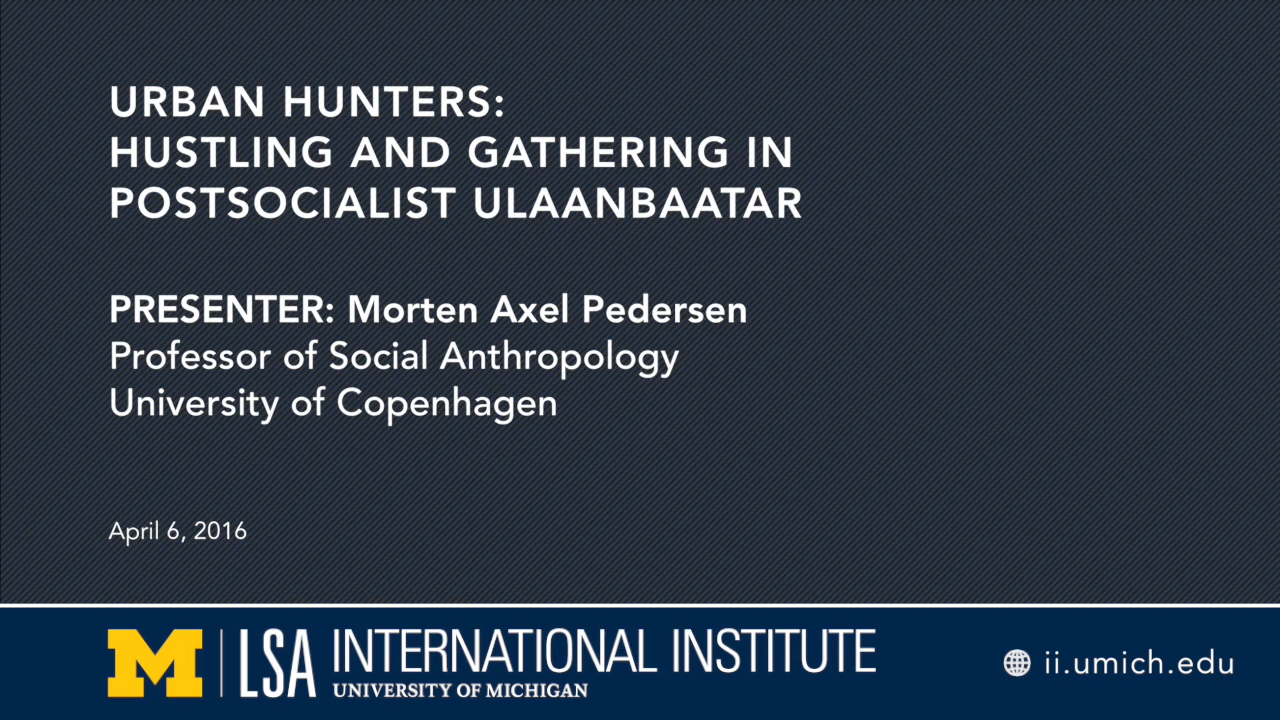 URBAN HUNTERS:
HUSTLING AND GATHERING IN
POSTSOCIALIST ULAANBAATAR
PRESENTER: Morten Axel Pedersen
Professor of Social Anthropology
University of Copenhagen
April 6, 2016
M LSA INTERNATIONAL INSTITUTE
UNIVERSITY OF MICHIGAN
ii.umich.edu